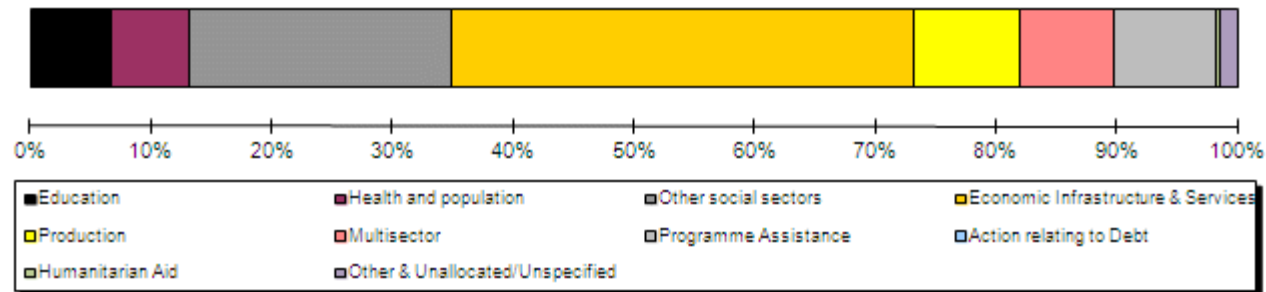 0% 10% 20% 30% 40% 50% 60% 70% 80% 90% 100%
Education Health and population Other social sectors Economic Infrastructure & Services
Production Multisector Programme Assistance Action relating to Debt
Humanitarian Aid Other & Unallocated/Unspecified